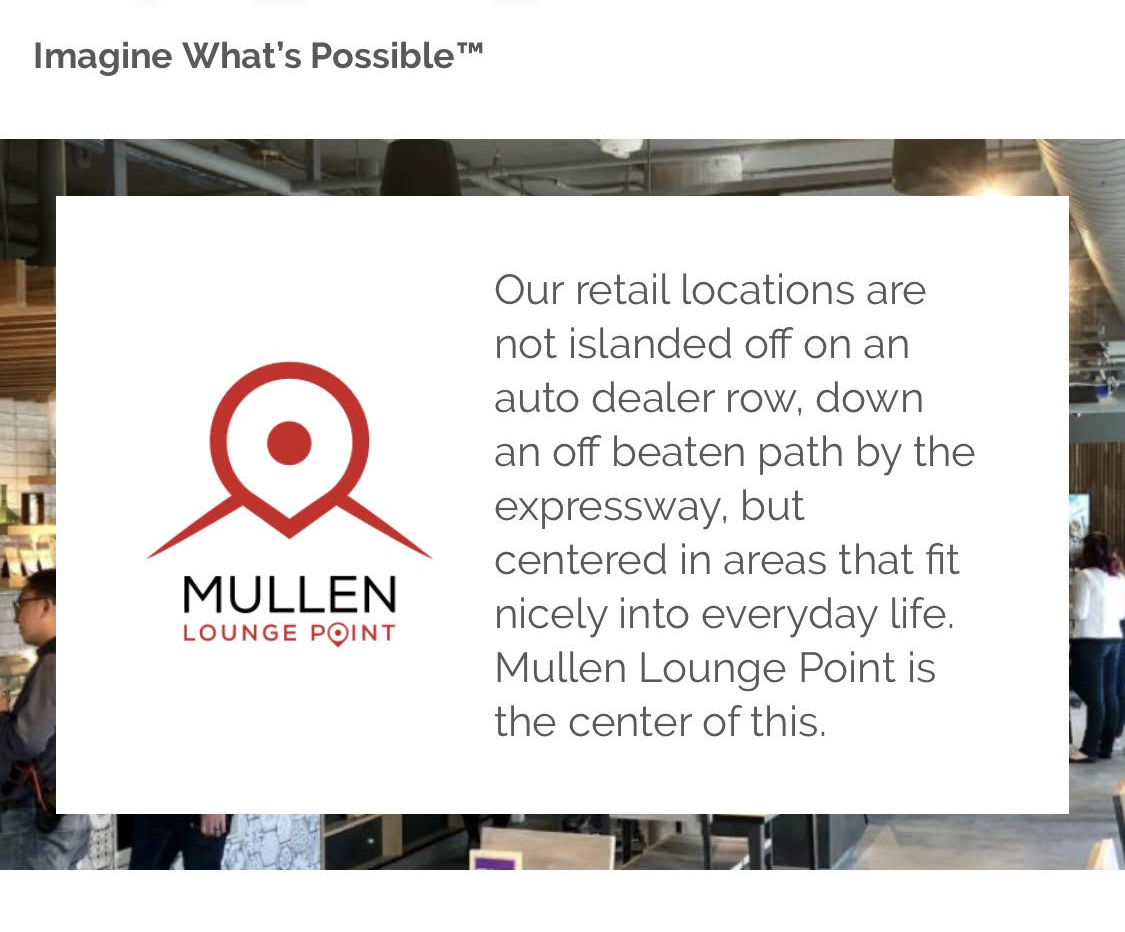 Imagine What's Possible™
Our retail locations are
not islanded off on an
auto dealer row, down
an off beaten path by the
expressway, but
centered in areas that fit
nicely into everyday life.
Mullen Lounge Point is
the center of this.
MULLEN
LOUNGE POINT